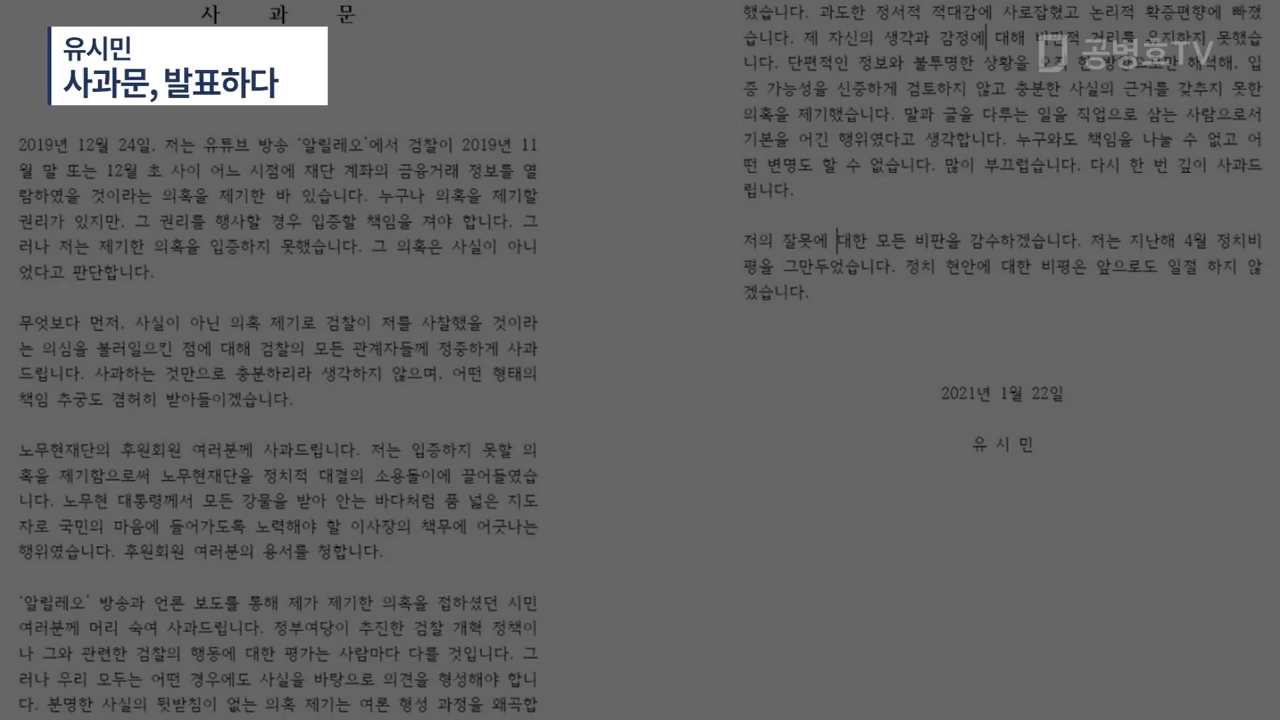 사 과 문
유시민
사과문, 발표하다
2019년 12월 24일, 저는 유튜브 방송 '알릴레오'에서 검찰이 2019년 11
월 말 또는 12월 초 사이 어느 시점에 재단 계좌의 금융거래 정보를 열
람하였을 것이라는 의혹을 제기한 바 있습니다. 누구나 의혹을 제기할
권리가 있지만, 그 권리를 행사할 경우 입증할 책임을 져야 합니다. 그
러나 저는 제기한 의혹을 입증하지 못했습니다. 그 의혹은 사실이 아니
었다고 판단합니다.
무엇보다 먼저, 사실이 아닌 의혹 제기로 검찰이 저를 사찰했을 것이라
는 의심을 불러일으킨 점에 대해 검찰의 모든 관계자들께 정중하게 사과
드립니다. 사과하는 것만으로 충분하리라 생각하지 않으며, 어떤 형태의
책임 추궁도 겸허히 받아들이겠습니다.
노무현재단의 후원회원 여러분께 사과드립니다. 저는 입증하지 못할 의
혹을 제기함으로써 노무현재단을 정치적 대결의 소용돌이에 끌어들였습
니다. 노무현 대통령께서 모든 강물을 받아 안는 바다처럼 품 넓은 지도
자로 국민의 마음에 들어가도록 노력해야 할 이사장의 책무에 어긋나는
행위였습니다. 후원회원 여러분의 용서를 청합니다.
'알릴레오' 방송과 언론 보도를 통해 제가 제기한 의혹을 접하셨던 시민
여러분께 머리 숙여 사과드립니다. 정부여당이 추진한 검찰 개혁 정책이
나 그와 관련한 검찰의 행동에 대한 평가는 사람마다 다를 것입니다. 그
러나 우리 모두는 어떤 경우에도 사실을 바탕으로 의견을 형성해야 합니
다. 분명한 사실의 뒷받침이 없는 의혹 제기는 여론 형성 과정을 왜곡합
했습니다. 과도한 정서적 적대감에 사로잡혔고 논리적 확증편향에 빠졌
습니다. 제 자신의 생각과 감정에 대해 비판적 거리를 유지하지 못했습
니다. 단편적인 정보와 불투명한 상황을 오직 한 방향으로만 해석해, 입
증 가능성을 신중하게 검토하지 않고 충분한 사실의 근거를 갖추지 못한
의혹을 제기했습니다. 말과 글을 다루는 일을 직업으로 삼는 사람으로서
기본을 어긴 행위였다고 생각합니다. 누구와도 책임을 나눌 수 없고 어
떤 변명도 할 수 없습니다. 많이 부끄럽습니다. 다시 한 번 깊이 사과드
립니다.
저의 잘못에 대한 모든 비판을 감수하겠습니다. 저는 지난해 4월 정치비
평을 그만두었습니다. 정치 현안에 대한 비평은 앞으로도 일절 하지 않
겠습니다.
2021년 1월 22일
유 시 민
공병호TV